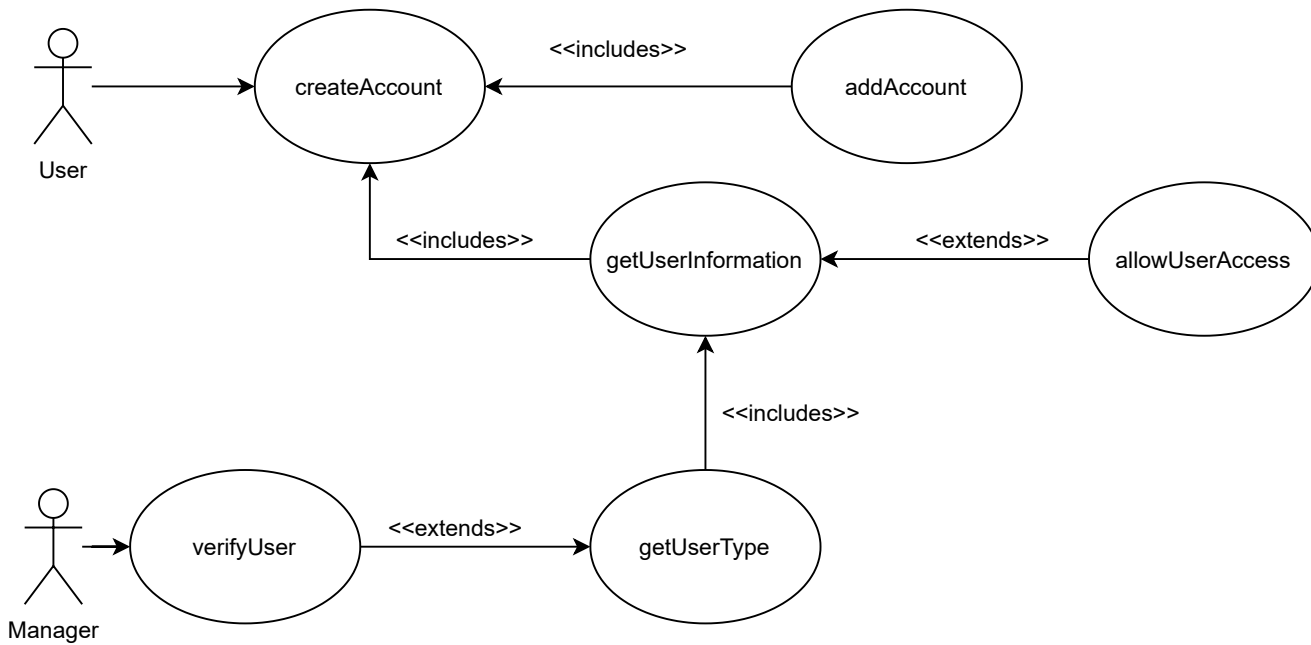 <<includes>>
createAccount
addAccount
User
<<includes>>
<<extends>>
getUserInformation
allowUserAccess
<<includes>>
<<extends>>
verifyUser
getUserType
Manager